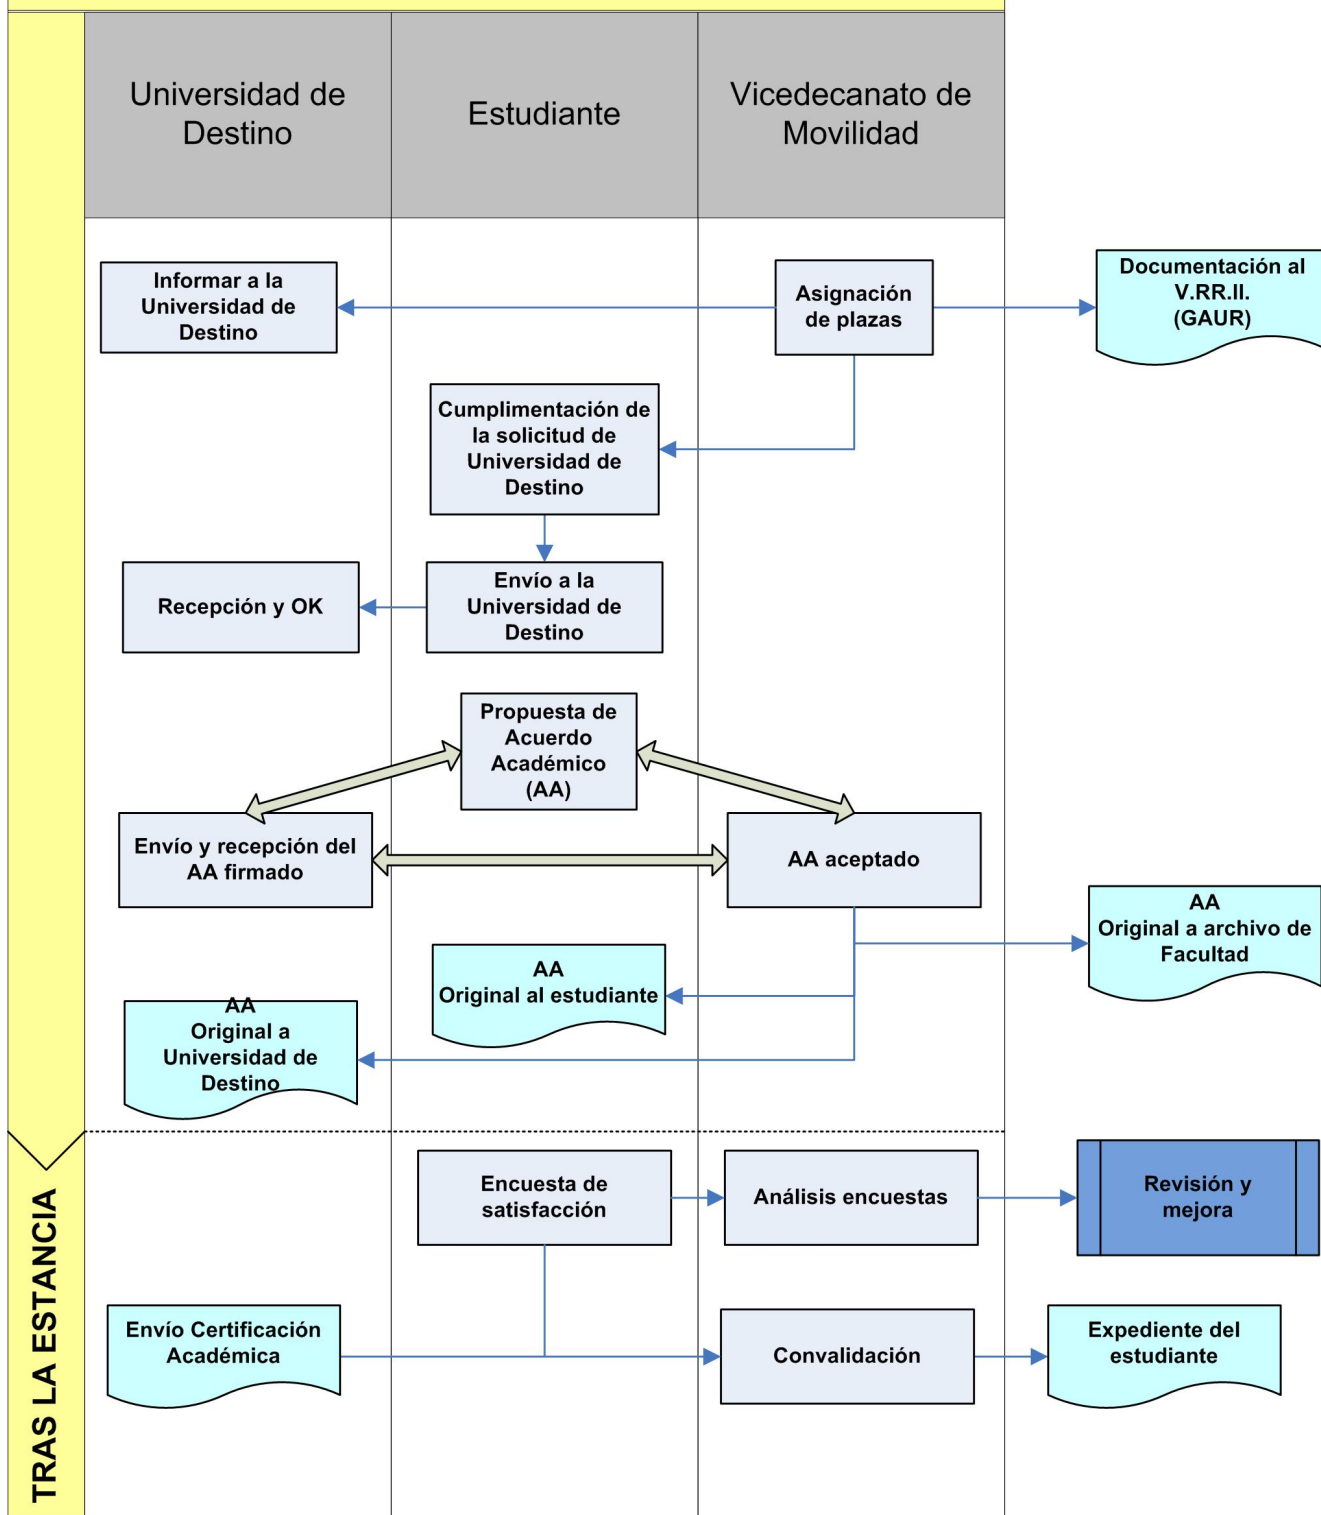 Universidad de
Destino
Estudiante
Vicedecanato de
Movilidad
Informar a la
Universidad de
Destino
Asignación
de plazas
Documentación al
V.RR.II.
(GAUR)
Cumplimentación de
la solicitud de
Universidad de
Destino
Recepción y OK
Envío a la
Universidad de
Destino
Propuesta de
Acuerdo
Académico
(AA)
Envío y recepción del
AA firmado
AA aceptado
AA
Original a archivo de
Facultad
AA
Original al estudiante
AA
Original a
Universidad de
Destino
TRAS LA ESTANCIA
Encuesta de
satisfacción
Análisis encuestas
Revisión y
mejora
Envío Certificación
Académica
Convalidación
Expediente del
estudiante